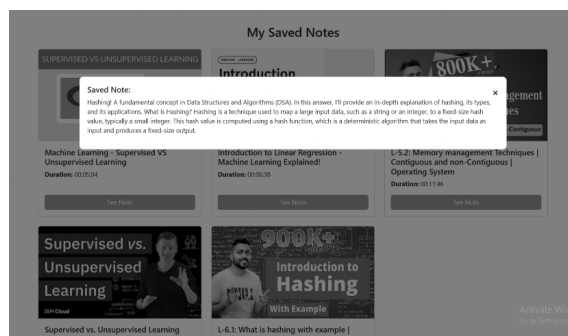 My Saved Notes
SUPERVISED VS UNSUPERVISED LEARNING
Introduction
800K+
Saved Note:
×
Hashing! A fundamental concept in Data Structures and Algorithms (DSA). In this answer, I'll provide an in-depth explanation of hashing, its types,
and its applications. What is Hashing? Hashing is a technique used to map a large input data, such as a string or an integer, to a fixed-size hash
value, typically a small integer. This hash value is computed using a hash function, which is a deterministic algorithm that takes the input data as
input and produces a fixed-size output.
Machine Learning - Supervised VS
Unsupervised Learning
Duration: 00:05:04
See Note
Introduction to Linear Regression -
Machine Learning Explained!
Duration: 00:06:38
See Note
L-5.2: Memory management Techniques |
Contiguous and non-Contiguous |
Operating System
Duration: 00:11:46
See Note
Supervised vs.
Unsupervised
Learning
IBM Cloud
900K+
Introduction to
Hashing
With Example
Supervised vs. Unsupervised Learning
L-6.1: What is hashing with example |
Activate Win